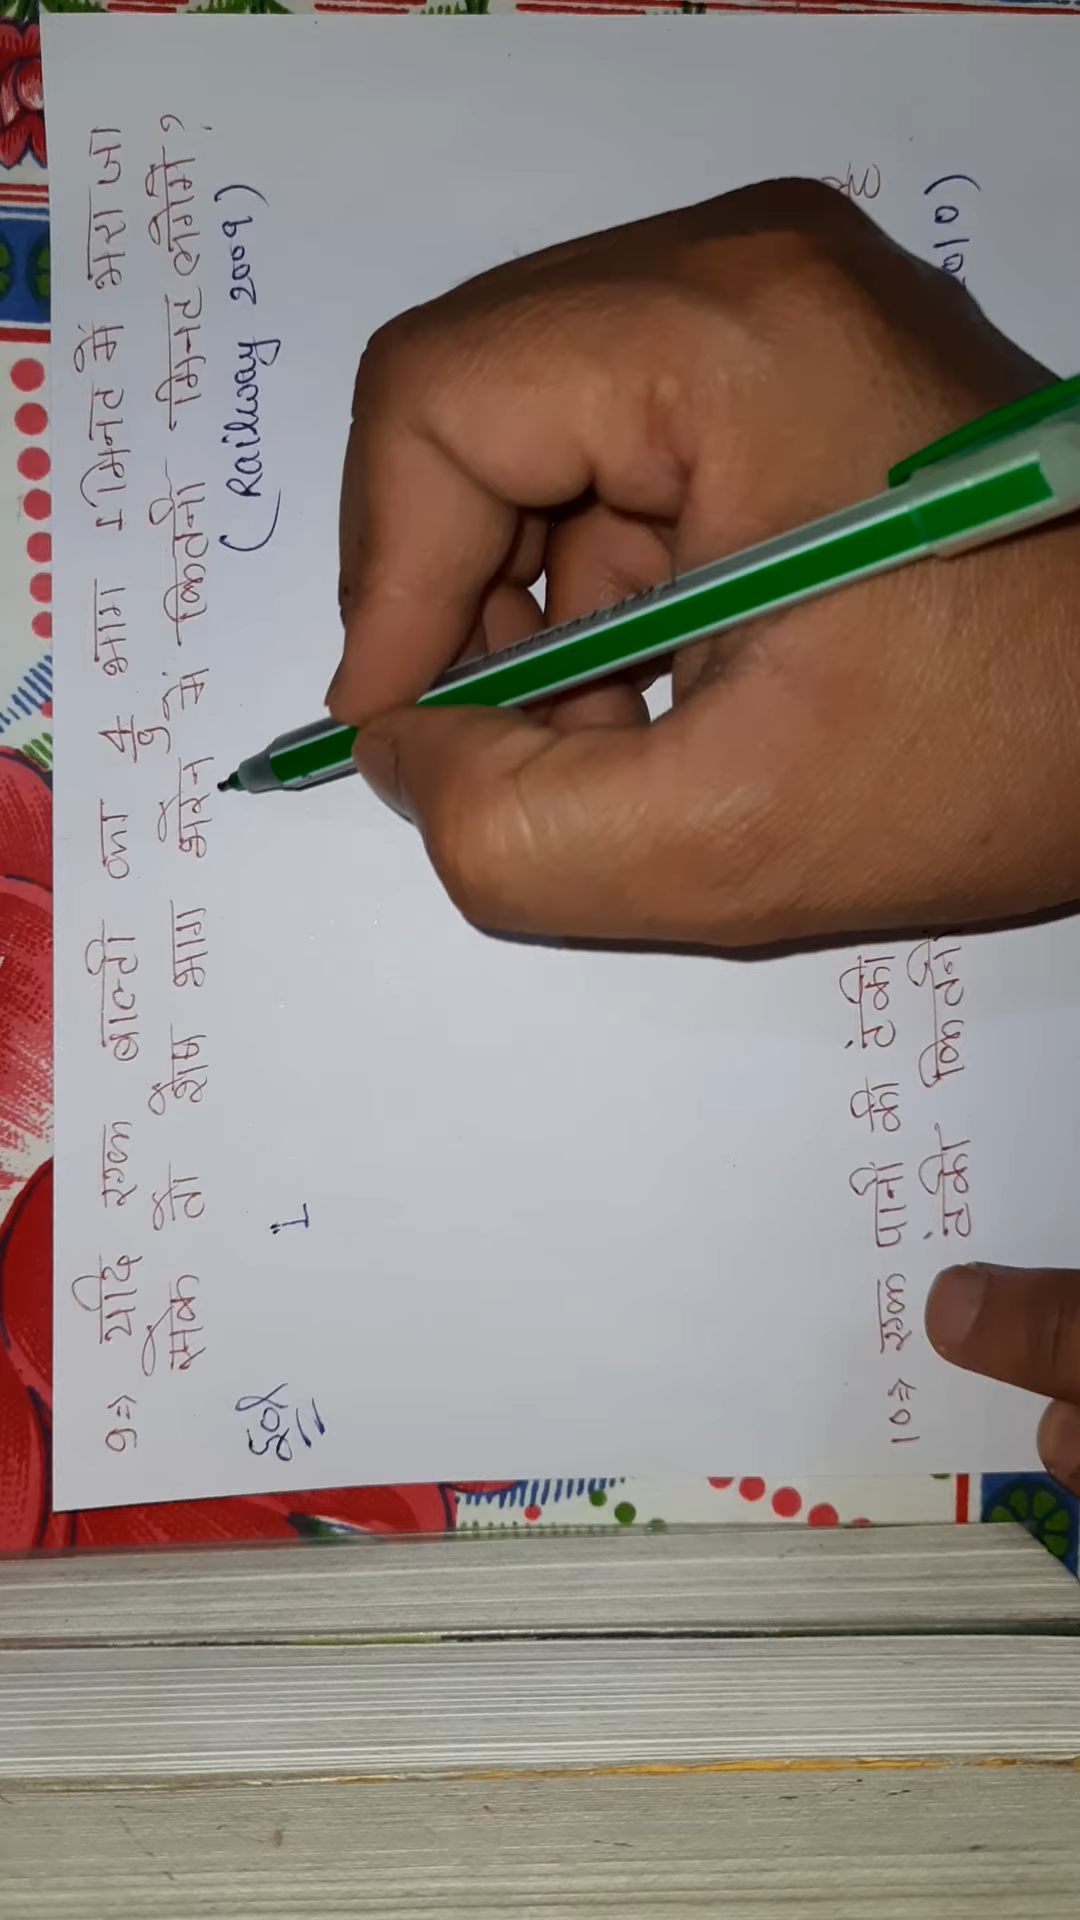 9⇒ यदि एक बाल्टी का 4/5 भाग 1 मिनट में भरा जा
सके तो शेष भाग भरने में कितनी मिनट लगेंगे?
(Railway 2009)
Sol 1
10⇒ एक पानी की टंकी है
टंकी 010)